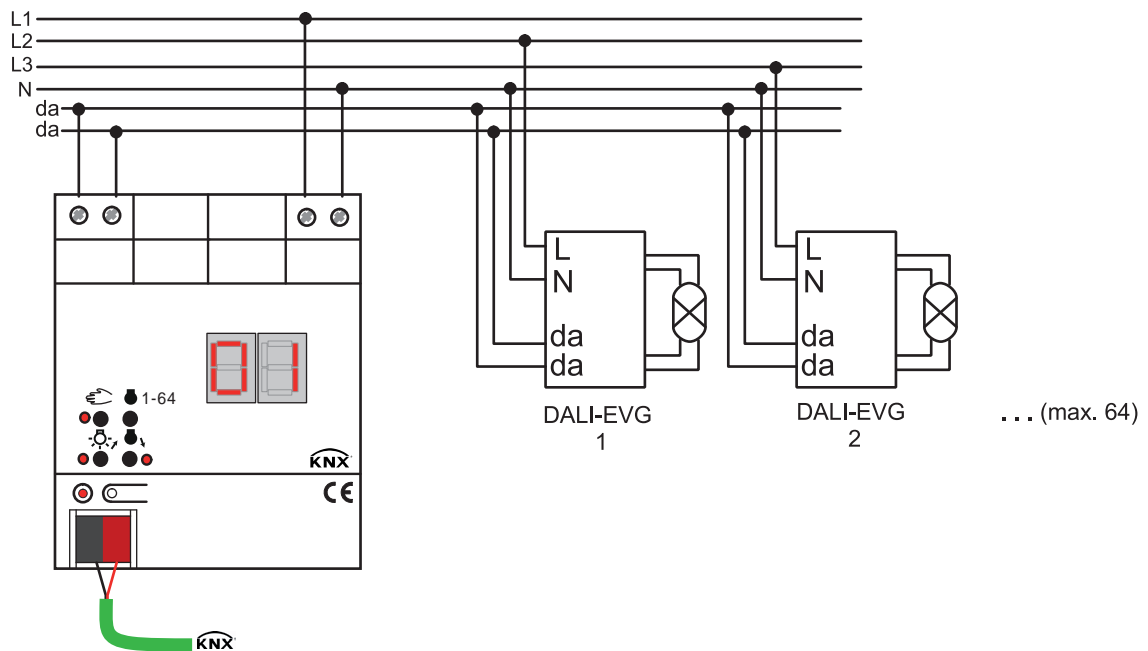 L1
L2
L3
N
da
da
01
1-64
KNX
CE
KNX
L
N
da
da
DALI-EVG
1
L
N
da
da
DALI-EVG
2
... (max. 64)